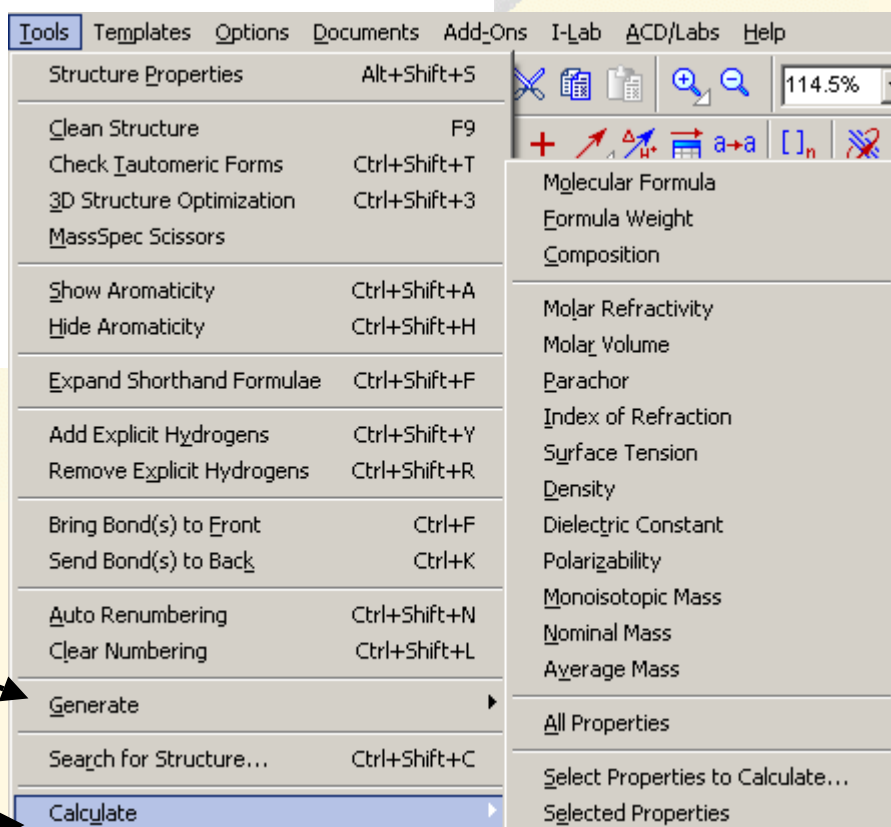 Tools Templates Options Documents Add-Ons I-Lab ACD/Labs Help
114.5%
a→a [ ]n
Structure Properties Alt+Shift+S
Clean Structure F9
Check Tautomeric Forms Ctrl+Shift+T
3D Structure Optimization Ctrl+Shift+3
MassSpec Scissors
Show Aromaticity Ctrl+Shift+A
Hide Aromaticity Ctrl+Shift+H
Expand Shorthand Formulae Ctrl+Shift+F
Add Explicit Hydrogens Ctrl+Shift+Y
Remove Explicit Hydrogens Ctrl+Shift+R
Bring Bond(s) to Front Ctrl+F
Send Bond(s) to Back Ctrl+K
Auto Renumbering Ctrl+Shift+N
Clear Numbering Ctrl+Shift+L
Generate
Search for Structure... Ctrl+Shift+C
Calculate
Molecular Formula
Formula Weight
Composition
Molar Refractivity
Molar Volume
Parachor
Index of Refraction
Surface Tension
Density
Dielectric Constant
Polarizability
Monoisotopic Mass
Nominal Mass
Average Mass
All Properties
Select Properties to Calculate...
Selected Properties